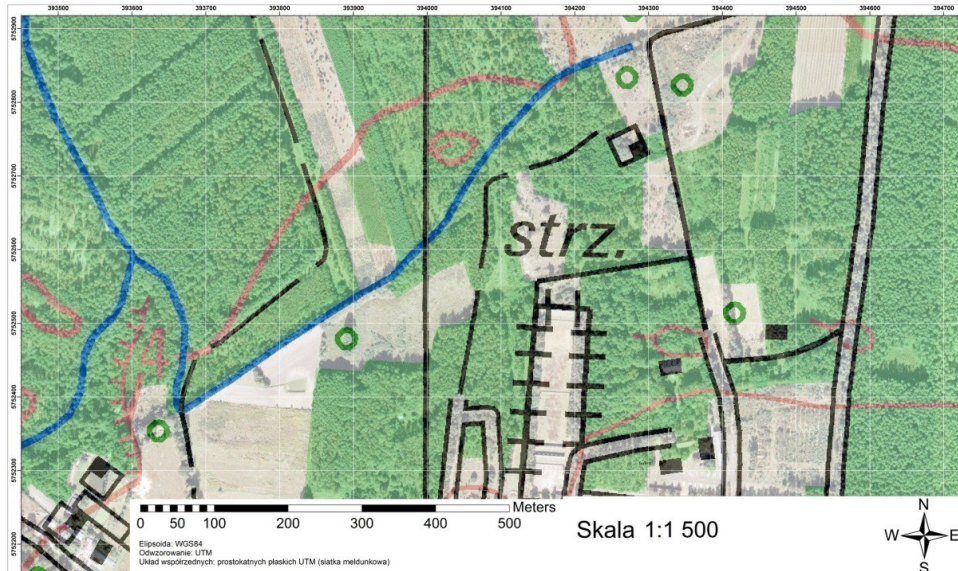 393500 393600 393700 393800 393900 394000 394100 394200 394300 394400 394500 394600 394700
5752900
5752800
5752700
5752600
5752500
5752400
5752300
5752200
strz.
0 50 100 200 300 400 500 Meters
Skala 1:1 500
N
W E
S
Elipsoida: WGS84
Odwzorowanie: UTM
Układ współrzędnych: prostokątnych płaskich UTM (siatka meldunkowa)